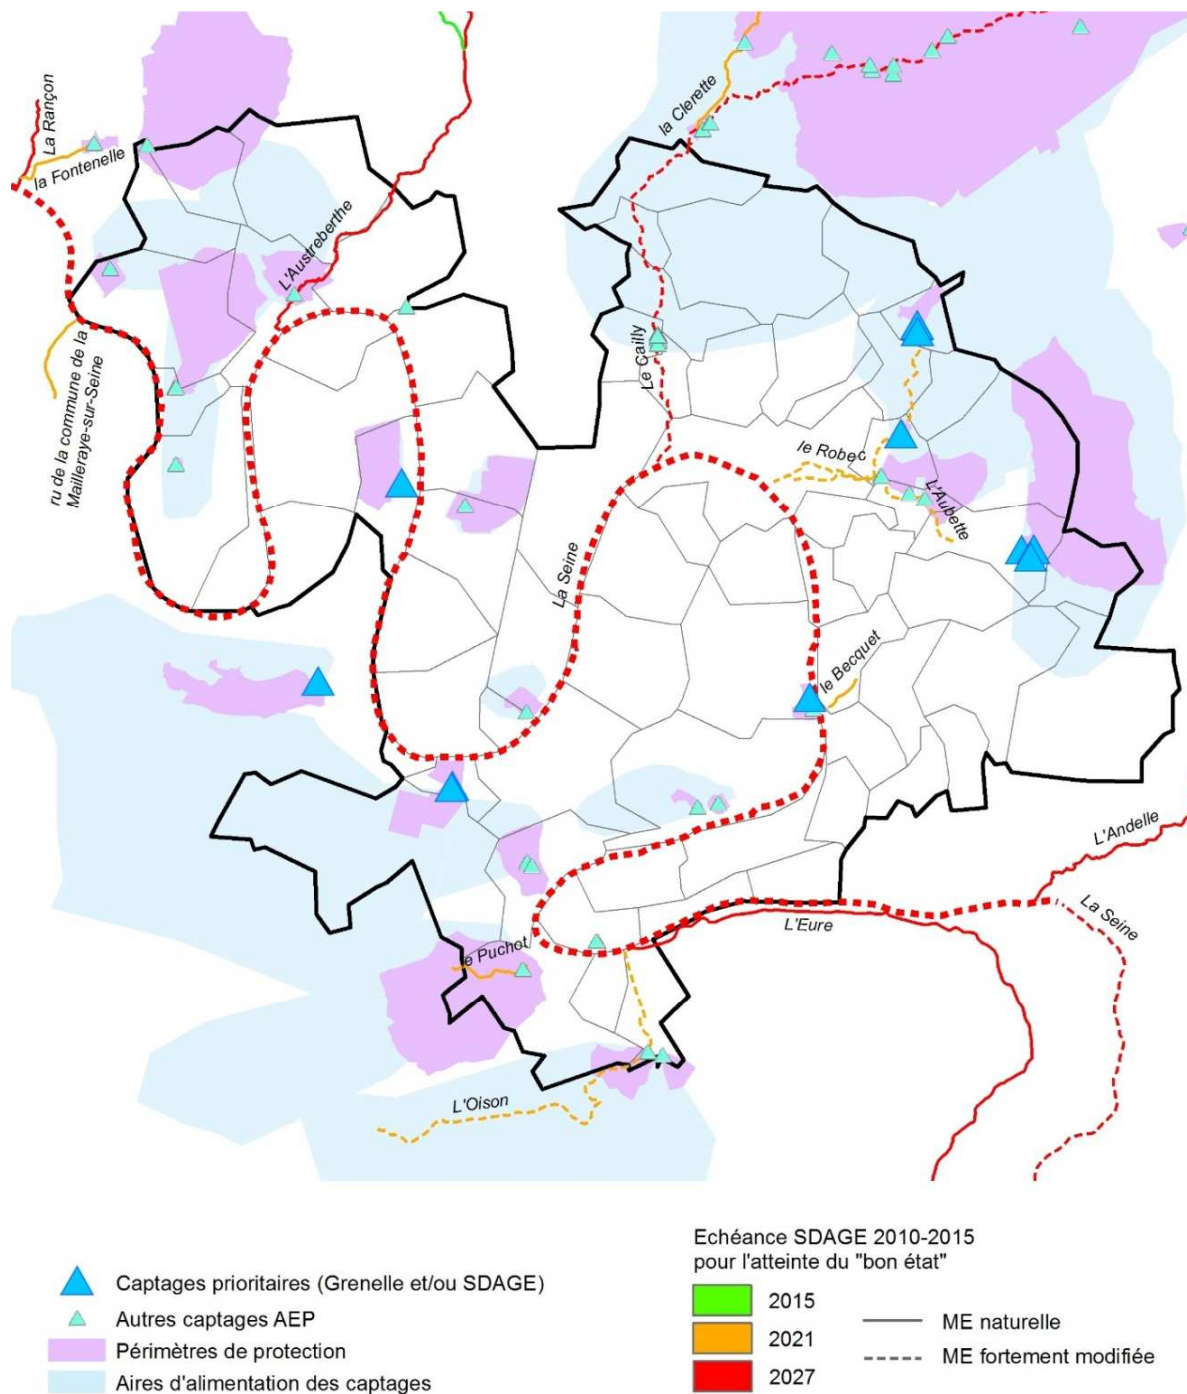 la Clerette
La Rançon
la Fontenelle
L'Austreberthe
Le Cailly
ru de la commune de la
Mailleraye-sur-Seine
le Robec
L'Aubette
La Seine
le Becquet
L'Andelle
La Seine
L'Eure
le Puchot
L'Oison
Captages prioritaires (Grenelle et/ou SDAGE)
Autres captages AEP
Périmètres de protection
Aires d'alimentation des captages
Echéance SDAGE 2010-2015
pour l'atteinte du "bon état"
2015
2021
2027
ME naturelle
ME fortement modifiée